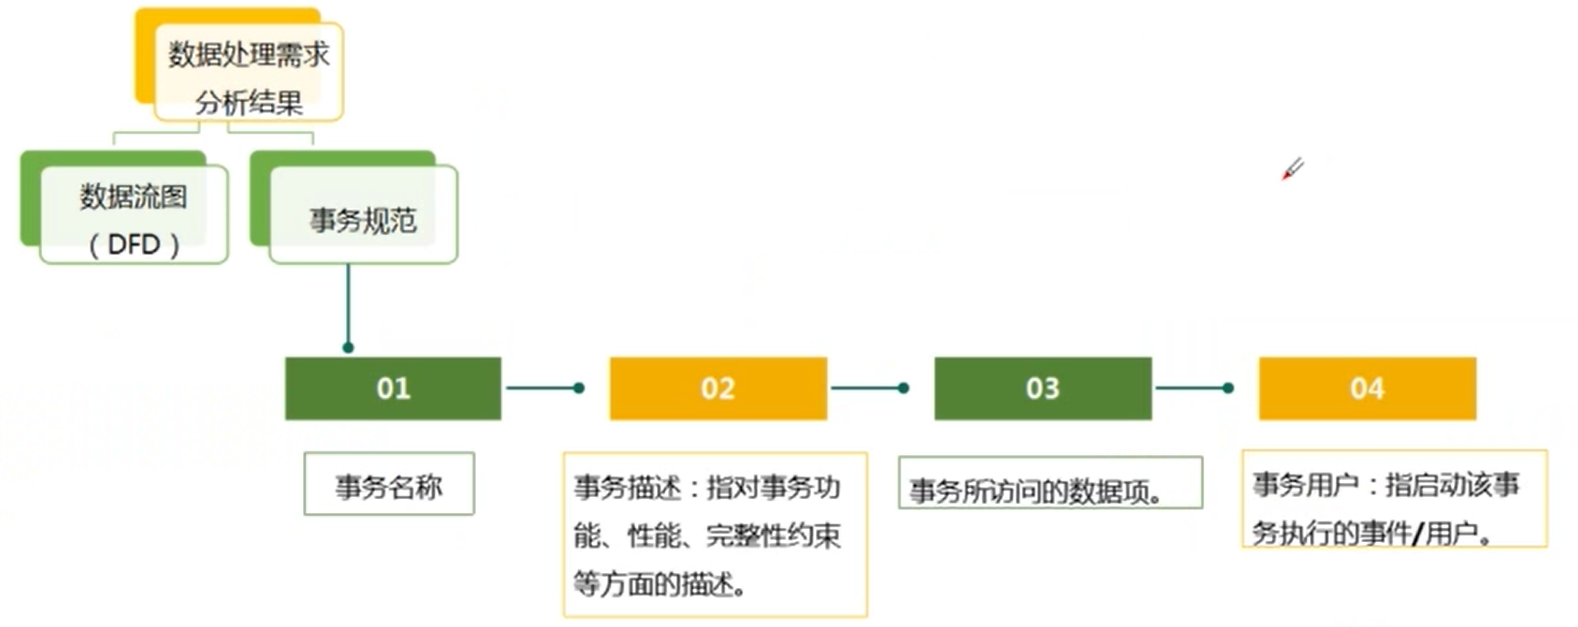 数据处理需求
分析结果
数据流图
（DFD）
事务规范
01
02
03
04
事务名称
事务描述：指对事务功
能、性能、完整性约束
等方面的描述。
事务所访问的数据项。
事务用户：指启动该事
务执行的事件/用户。